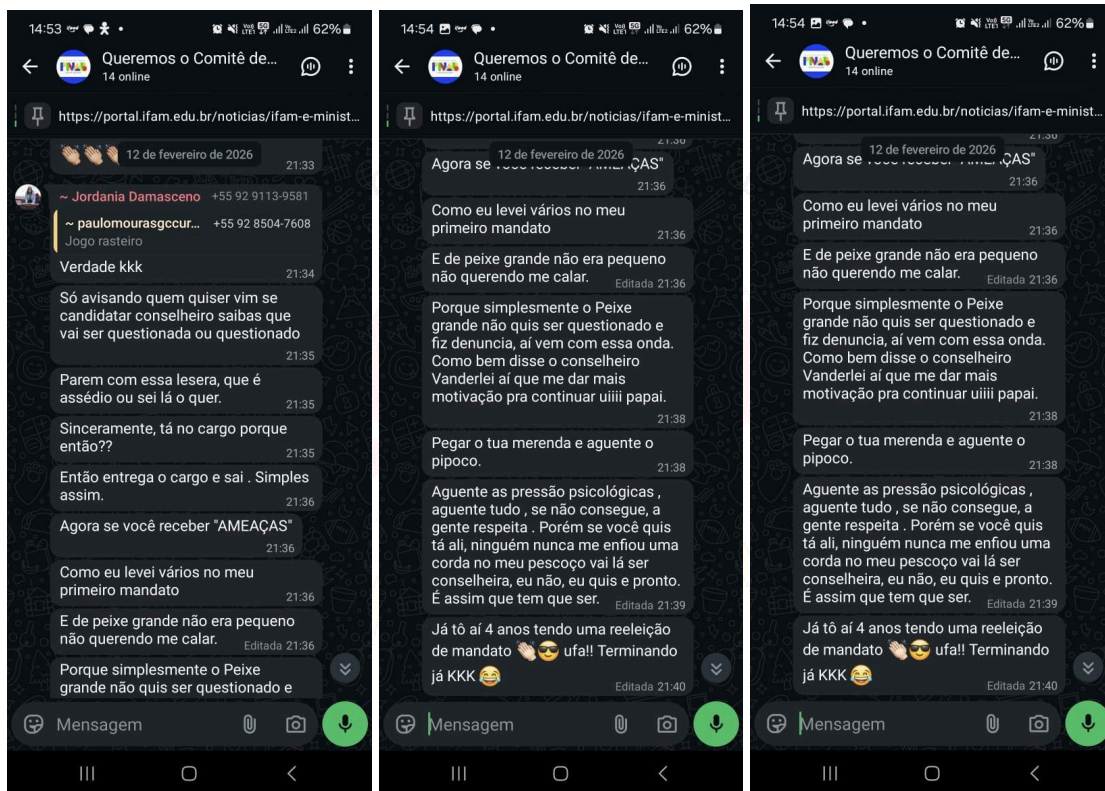 14:53
62%
Queremos o Comitê de...
14 online
https://portal.ifam.edu.br/noticias/ifam-e-minist...
12 de fevereiro de 2026
21:33
~ Jordania Damasceno +55 92 9113-9581
~ paulomourasgccur... +55 92 8504-7608
Jogo rasteiro
Verdade kkk
21:34
Só avisando quem quiser vim se
candidatar conselheiro saibas que
vai ser questionada ou questionado
21:35
Parem com essa lesera, que é
assédio ou sei lá o quer.
21:35
Sinceramente, tá no cargo porque
então??
21:35
Então entrega o cargo e sai . Simples
assim.
21:36
Agora se você receber "AMEAÇAS"
21:36
Como eu levei vários no meu
primeiro mandato
21:36
E de peixe grande não era pequeno
não querendo me calar.
Editada 21:36
Porque simplesmente o Peixe
grande não quis ser questionado e
Mensagem
14:54
62%
Queremos o Comitê de...
14 online
https://portal.ifam.edu.br/noticias/ifam-e-minist...
21:36
12 de fevereiro de 2026
Agora se você receber "AMEAÇAS"
21:36
Como eu levei vários no meu
primeiro mandato
21:36
E de peixe grande não era pequeno
não querendo me calar.
Editada 21:36
Porque simplesmente o Peixe
grande não quis ser questionado e
fiz denuncia, aí vem com essa onda.
Como bem disse o conselheiro
Vanderlei aí que me dar mais
motivação pra continuar uiiii papai.
21:38
Pegar o tua merenda e aguente o
pipoco.
21:38
Aguente as pressão psicológicas ,
aguente tudo , se não consegue, a
gente respeita . Porém se você quis
tá ali, ninguém nunca me enfiou uma
corda no meu pescoço vai lá ser
conselheira, eu não, eu quis e pronto.
É assim que tem que ser.
Editada 21:39
Já tô aí 4 anos tendo uma reeleição
de mandato 👏🏼😎 ufa!! Terminando
já KKK 😂
Editada 21:40
Mensagem
14:54
62%
Queremos o Comitê de...
14 online
https://portal.ifam.edu.br/noticias/ifam-e-minist...
21:36
12 de fevereiro de 2026
Agora se você receber "AMEAÇAS"
21:36
Como eu levei vários no meu
primeiro mandato
21:36
E de peixe grande não era pequeno
não querendo me calar.
Editada 21:36
Porque simplesmente o Peixe
grande não quis ser questionado e
fiz denuncia, aí vem com essa onda.
Como bem disse o conselheiro
Vanderlei aí que me dar mais
motivação pra continuar uiiii papai.
21:38
Pegar o tua merenda e aguente o
pipoco.
21:38
Aguente as pressão psicológicas ,
aguente tudo , se não consegue, a
gente respeita . Porém se você quis
tá ali, ninguém nunca me enfiou uma
corda no meu pescoço vai lá ser
conselheira, eu não, eu quis e pronto.
É assim que tem que ser.
Editada 21:39
Já tô aí 4 anos tendo uma reeleição
de mandato 👏🏼😎 ufa!! Terminando
já KKK 😂
Editada 21:40
Mensagem